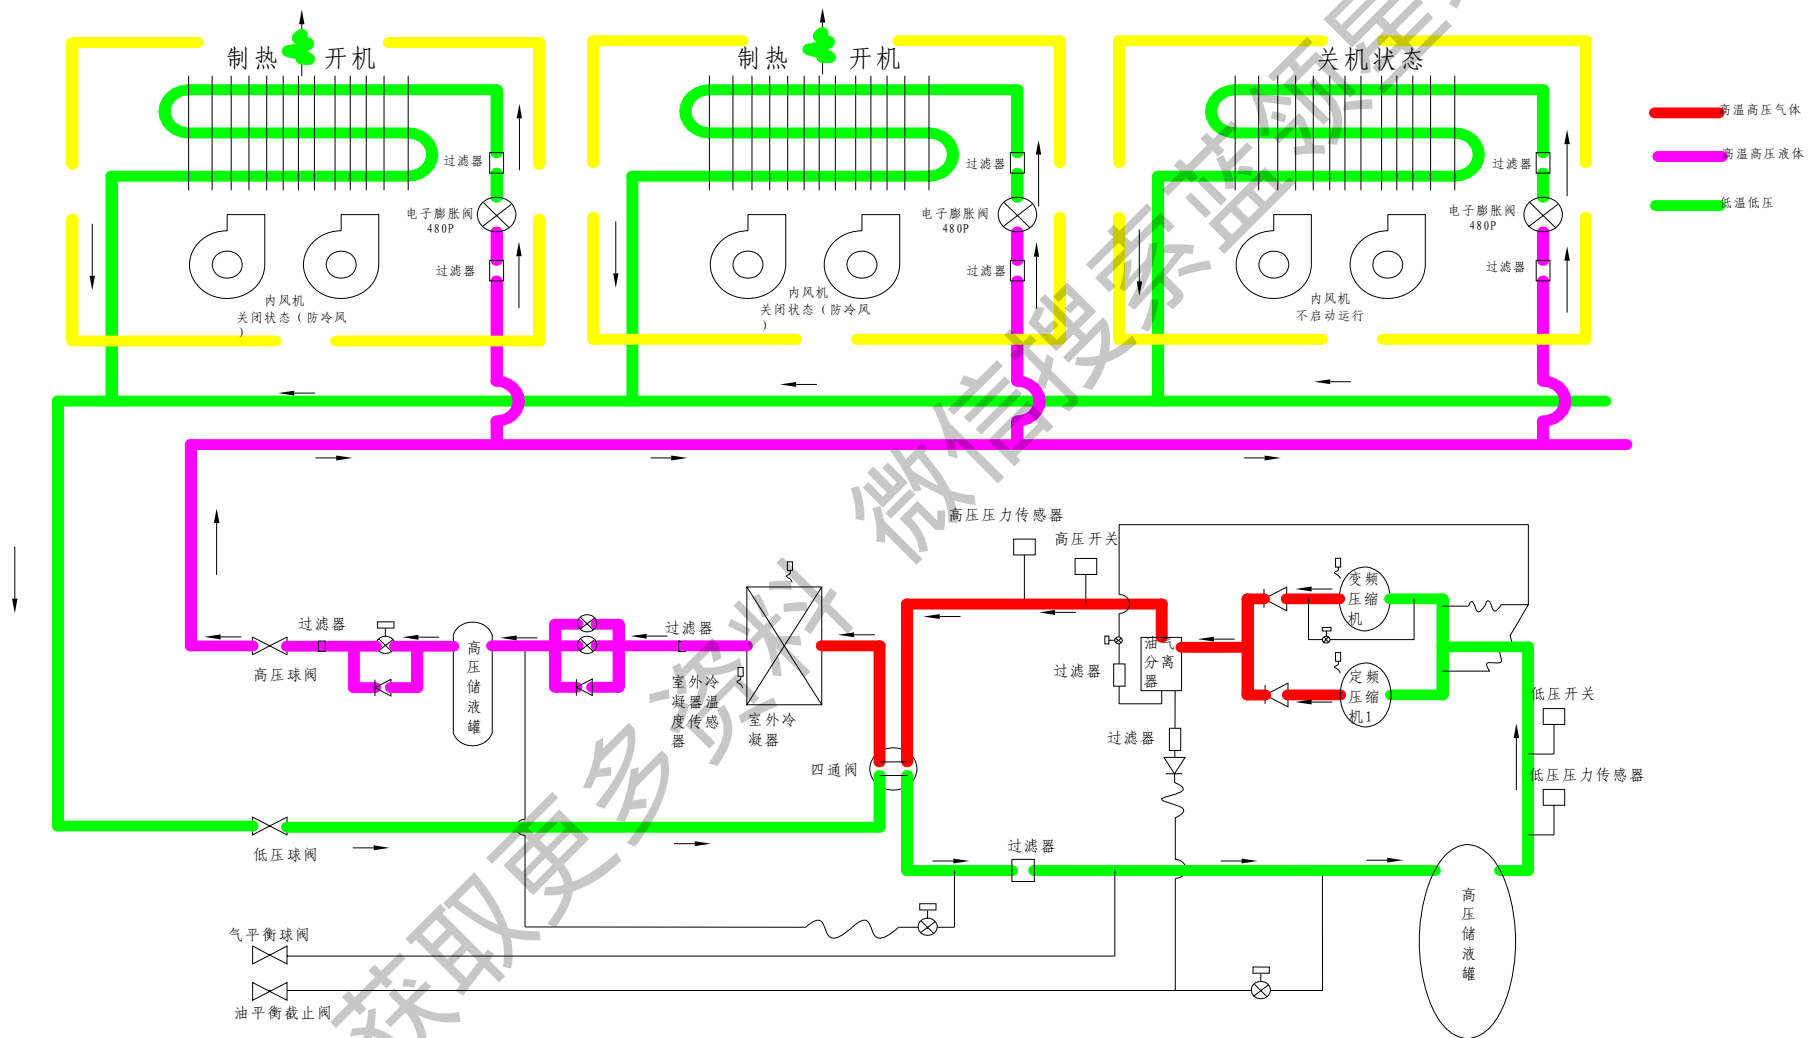 制热 开机
制热 开机
关机状态
高温高压气体
高温高压液体
低温低压
过滤器
过滤器
过滤器
电子膨胀阀
480P
电子膨胀阀
480P
电子膨胀阀
480P
过滤器
过滤器
过滤器
内风机
关闭状态（防冷风
）
内风机
关闭状态（防冷风
）
内风机
不启动运行
高压压力传感器
高压开关
变频
压缩
机
定频
压缩
机1
油气
分离
器
过滤器
过滤器
低压开关
低压压力传感器
过滤器
高压球阀
高
压
储
液
罐
过滤器
室外冷
凝器温
度传感
器
室外冷
凝器
四通阀
低压球阀
过滤器
高
压
储
液
罐
气平衡球阀
油平衡截止阀
获取更多资料 微信搜索蓝领星球